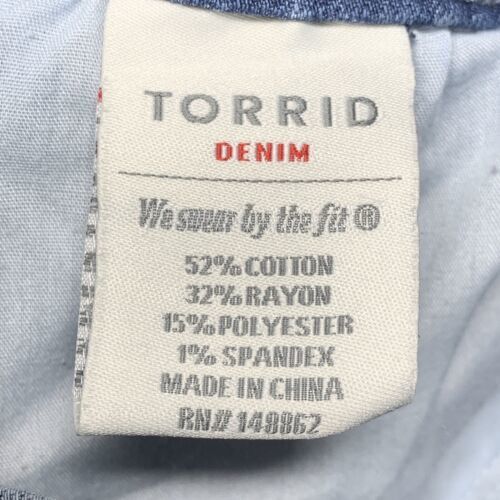 TORRID
DENIM
We swear by the fit ®
52% COTTON
32% RAYON
15% POLYESTER
1% SPANDEX
MADE IN CHINA
RN# 148862